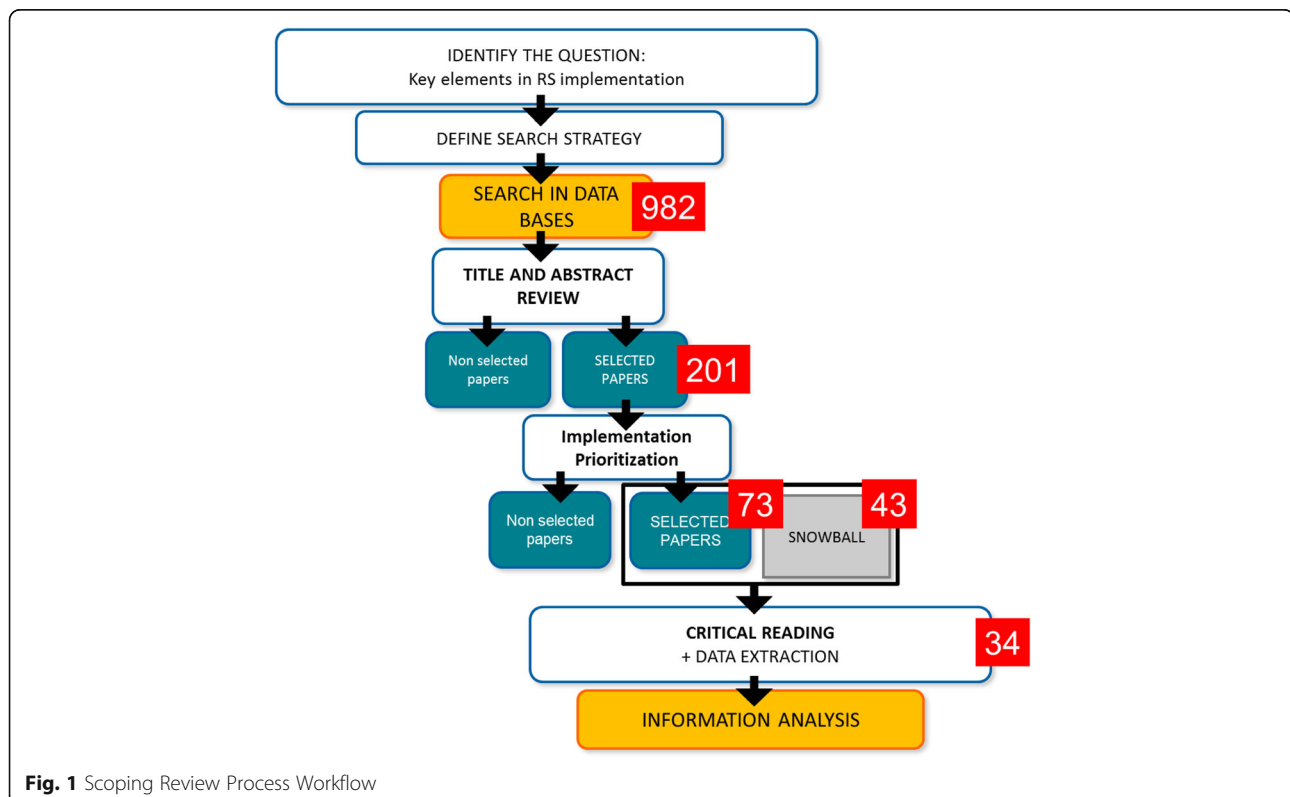 IDENTIFY THE QUESTION:
Key elements in RS implementation
DEFINE SEARCH STRATEGY
SEARCH IN DATA
BASES
982
TITLE AND ABSTRACT
REVIEW
Non selected
papers
SELECTED
PAPERS
201
Implementation
Prioritization
Non selected
papers
SELECTED
PAPERS
73
SNOWBALL
43
CRITICAL READING
+ DATA EXTRACTION
34
INFORMATION ANALYSIS
Fig. 1 Scoping Review Process Workflow